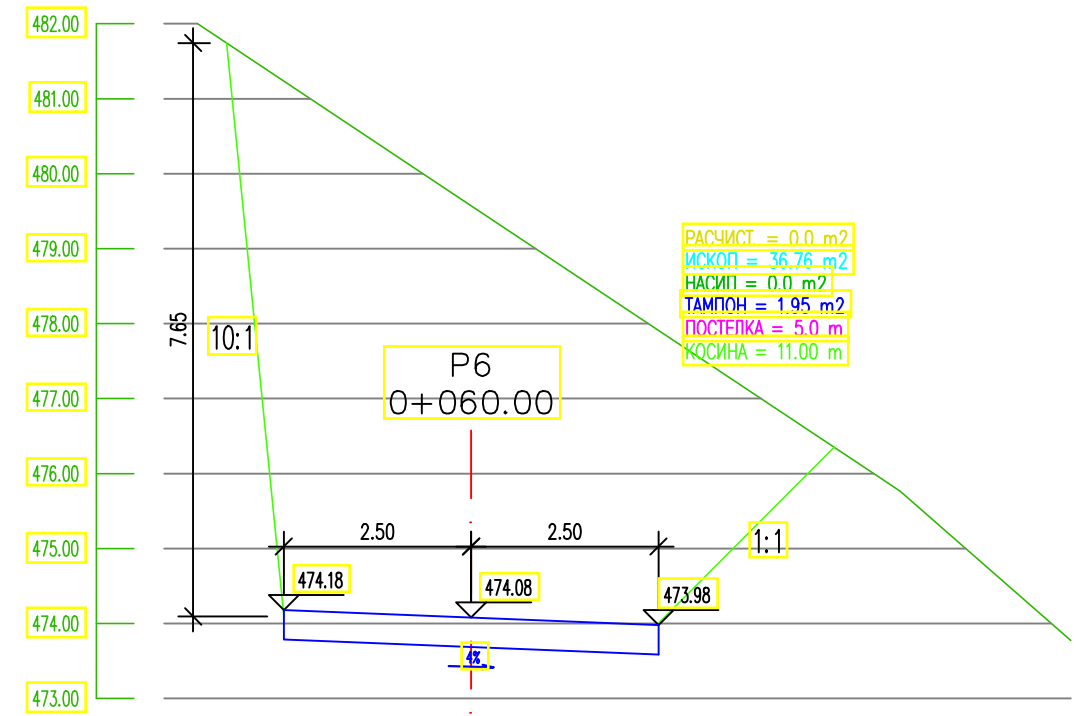 482.00
481.00
480.00
479.00
РАСЧИСТ = 0.0 m2
ИСКОП = 36.76 m2
НАСИП = 0.0 m2
ТАМПОН = 1.95 m2
ПОСТЕЛКА = 5.0 m
КОСИНА = 11.00 m
478.00
7.65
10:1
P6
0+060.00
477.00
476.00
2.50
2.50
1:1
475.00
474.18
474.08
473.98
474.00
4%
473.00